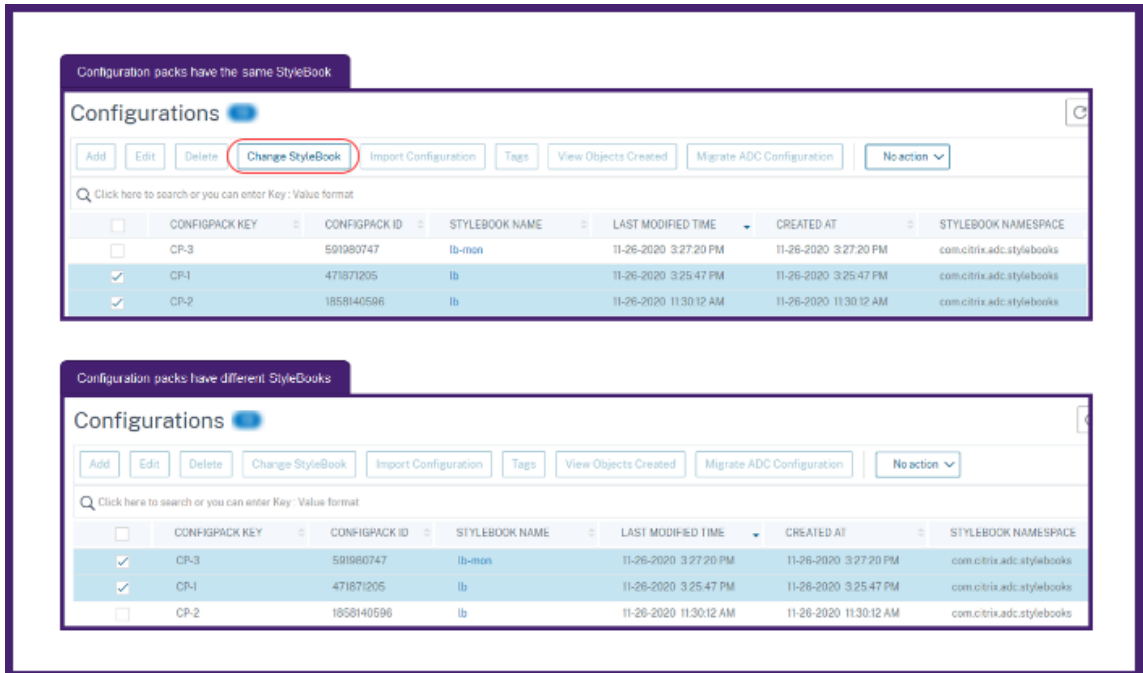 Configuration packs have the same StyleBook
Configurations
Add Edit Delete Change StyleBook Import Configuration Tags View Objects Created Migrate ADC Configuration No action
Click here to search or you can enter Key : Value format
CONFIGPACK KEY CONFIGPACK ID STYLEBOOK NAME LAST MODIFIED TIME CREATED AT STYLEBOOK NAMESPACE
CP-3 591980747 lb-mon 11-26-2020 3:27:20 PM 11-26-2020 3:27:20 PM com.citrix.adc.stylebooks
CP-1 471871205 lb 11-26-2020 3:25:47 PM 11-26-2020 3:25:47 PM com.citrix.adc.stylebooks
CP-2 1858140596 lb 11-26-2020 11:30:12 AM 11-26-2020 11:30:12 AM com.citrix.adc.stylebooks
Configuration packs have different StyleBooks
Configurations
Add Edit Delete Change StyleBook Import Configuration Tags View Objects Created Migrate ADC Configuration No action
Click here to search or you can enter Key : Value format
CONFIGPACK KEY CONFIGPACK ID STYLEBOOK NAME LAST MODIFIED TIME CREATED AT STYLEBOOK NAMESPACE
CP-3 591980747 lb-mon 11-26-2020 3:27:20 PM 11-26-2020 3:27:20 PM com.citrix.adc.stylebooks
CP-1 471871205 lb 11-26-2020 3:25:47 PM 11-26-2020 3:25:47 PM com.citrix.adc.stylebooks
CP-2 1858140596 lb 11-26-2020 11:30:12 AM 11-26-2020 11:30:12 AM com.citrix.adc.stylebooks